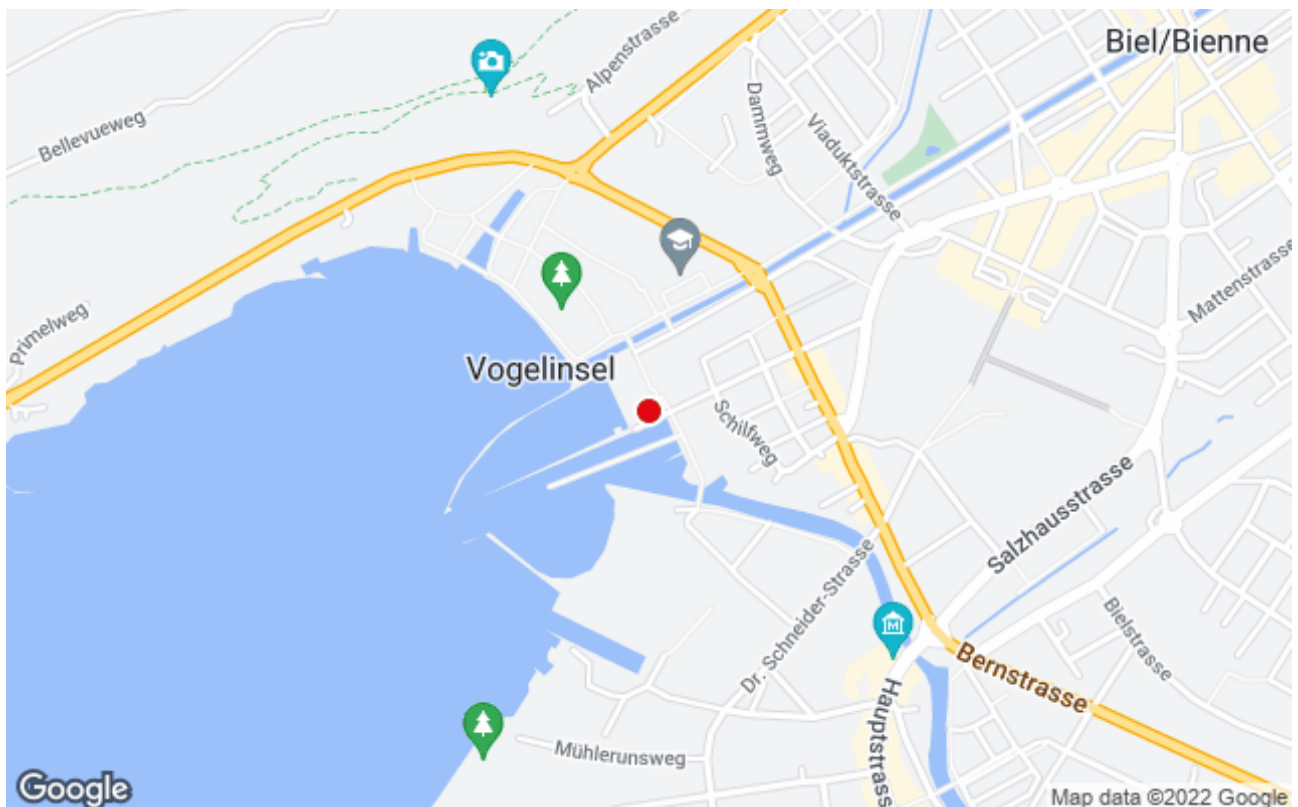 Alpenstrasse
Biel/Bienne
Bellevueweg
Dammweg
Viaduktstrasse
Mattenstrasse
Primelweg
Vogelinsel
Schilfweg
Salzhausstrasse
Dr. Schneider-Strasse
Bielstrasse
M
Bernstrasse
Hauptstrass
Mühlerunsweg
Google
Map data ©2022 Google